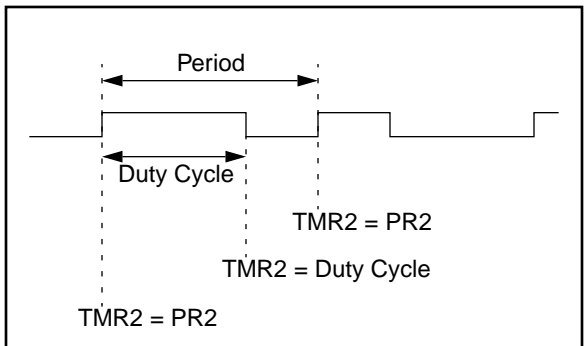 Period
Duty Cycle
TMR2 = PR2
TMR2 = Duty Cycle
TMR2 = PR2